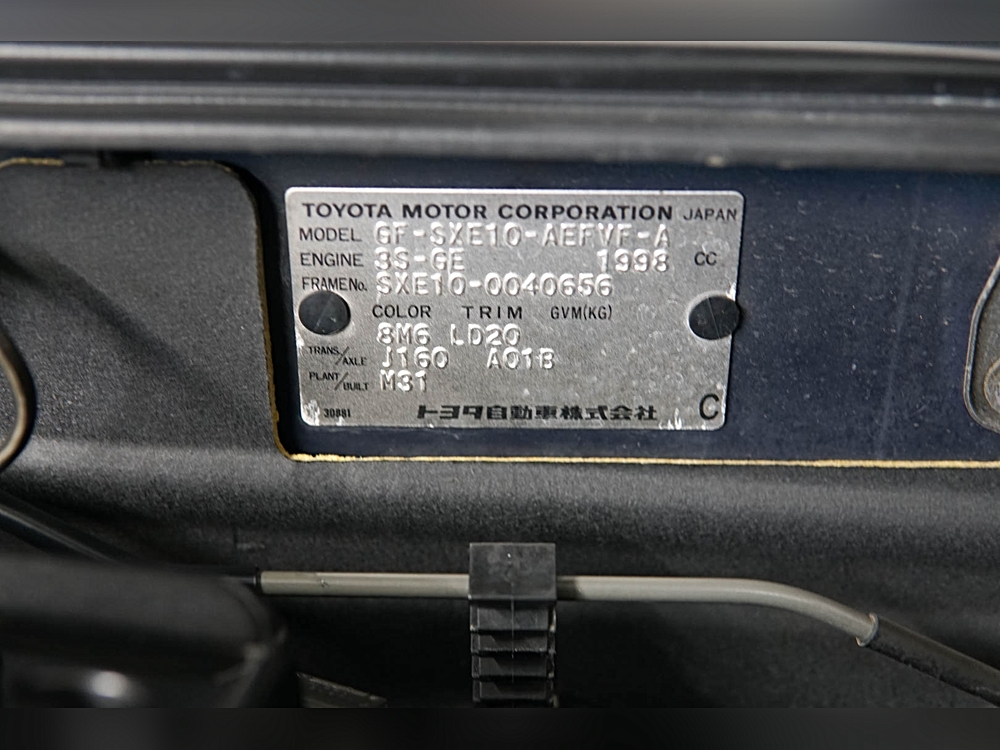 TOYOTA MOTOR CORPORATION JAPAN
MODEL GF-SXE10-AEFVF-A
ENGINE 3S-GE 1998 CC
FRAME No. SXE10-0040656
COLOR TRIM GVM(KG)
8M6 LD20
TRANS./AXLE J160 A01B
PLANT/BUILT M31
30881 トヨタ自動車株式会社 C